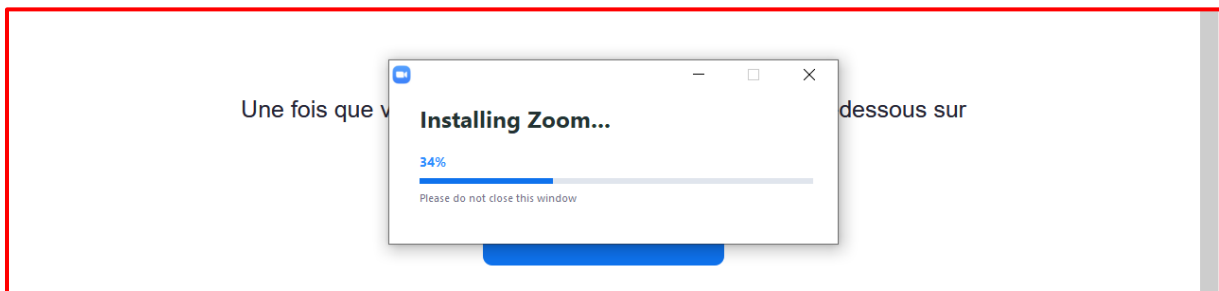 Une fois que
dessous sur
Installing Zoom...
34%
Please do not close this window